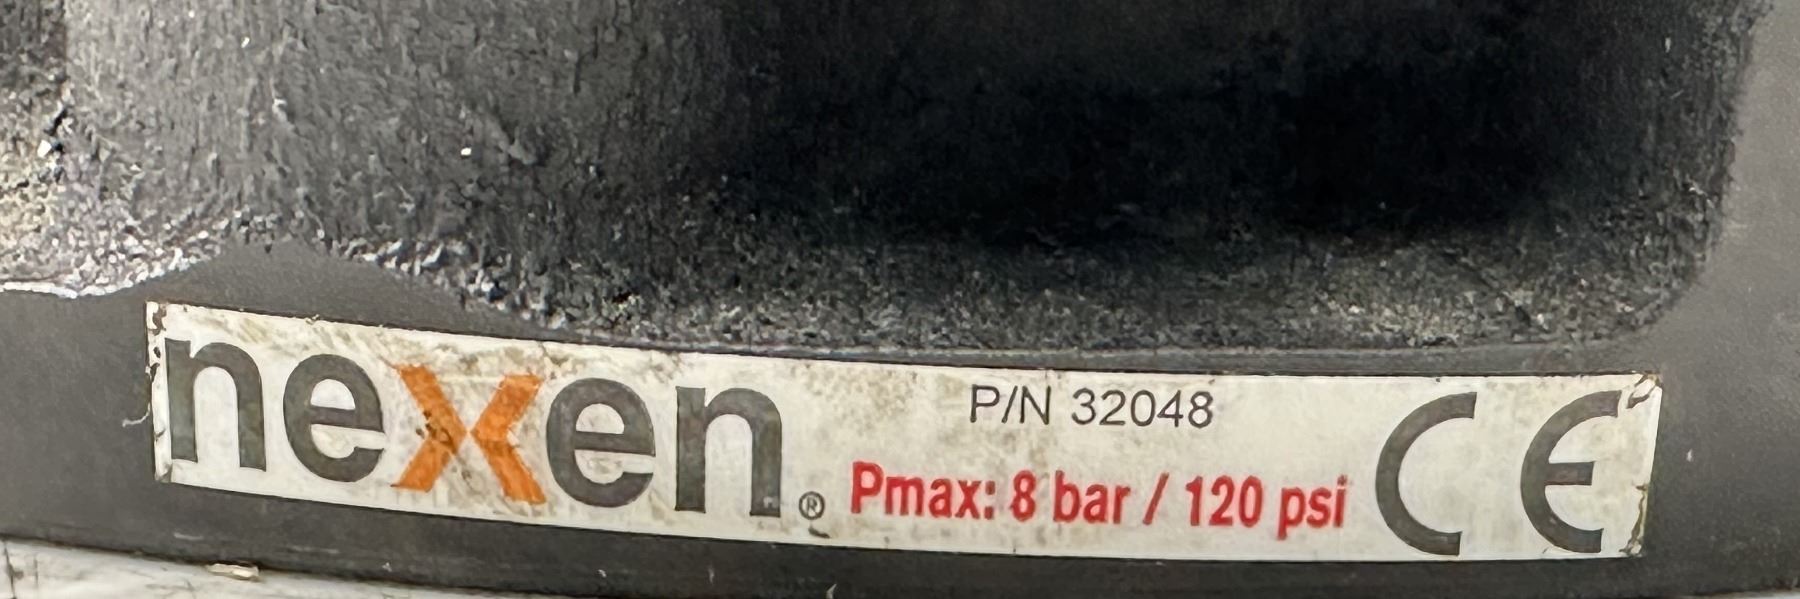 nexen®
P/N 32048
Pmax: 8 bar / 120 psi
CE